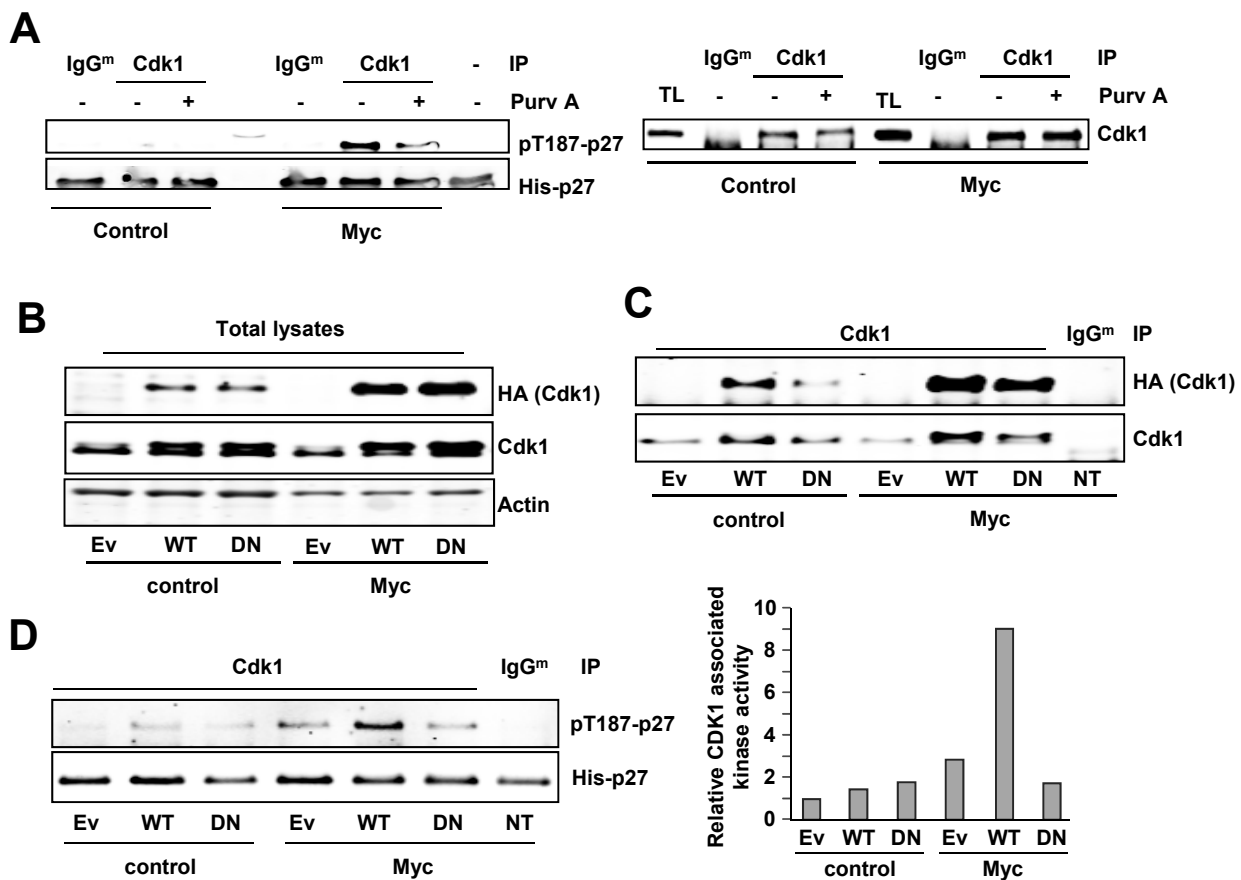 A
IgGm Cdk1 IgGm Cdk1 - IP
- - + - - + - Purv A
pT187-p27
His-p27
Control Myc
IgGm Cdk1 IgGm Cdk1 IP
TL - - + TL - - + Purv A
Cdk1
Control Myc
B
Total lysates
HA (Cdk1)
Cdk1
Actin
Ev WT DN Ev WT DN
control Myc
C
Cdk1 IgGm IP
HA (Cdk1)
Cdk1
Ev WT DN Ev WT DN NT
control Myc
D
Cdk1 IgGm IP
pT187-p27
His-p27
Ev WT DN Ev WT DN NT
control Myc
Relative CDK1 associated
kinase activity
10
8
6
4
2
0
Ev WT DN Ev WT DN
control Myc